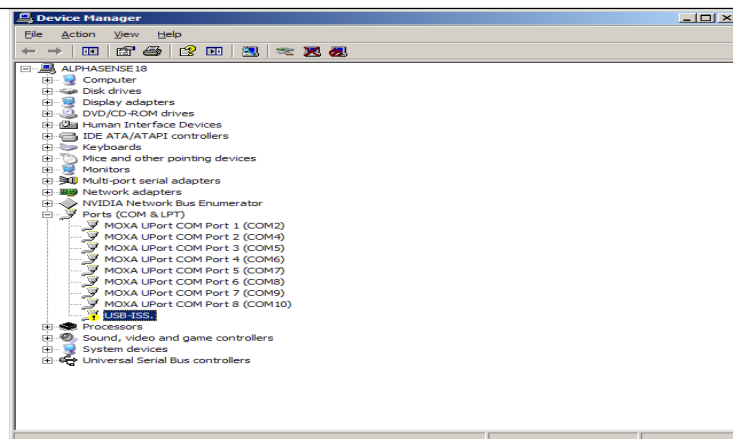 Device Manager
File Action View Help
ALPHASENSE18
Computer
Disk drives
Display adapters
DVD/CD-ROM drives
Human Interface Devices
IDE ATA/ATAPI controllers
Keyboards
Mice and other pointing devices
Monitors
Multi-port serial adapters
Network adapters
NVIDIA Network Bus Enumerator
Ports (COM & LPT)
MOXA UPort COM Port 1 (COM2)
MOXA UPort COM Port 2 (COM4)
MOXA UPort COM Port 3 (COM5)
MOXA UPort COM Port 4 (COM6)
MOXA UPort COM Port 5 (COM7)
MOXA UPort COM Port 6 (COM8)
MOXA UPort COM Port 7 (COM9)
MOXA UPort COM Port 8 (COM10)
USB-ISS.
Processors
Sound, video and game controllers
System devices
Universal Serial Bus controllers